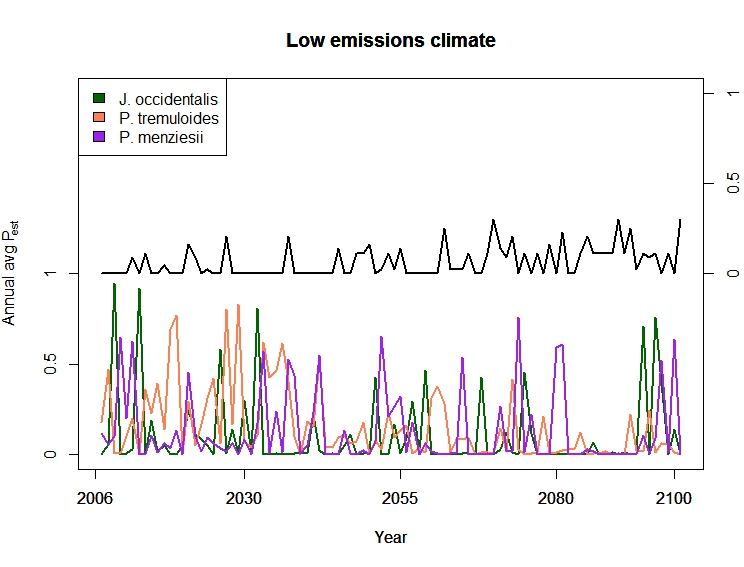 Low emissions climate
J. occidentalis
P. tremuloides
P. menziesii
Annual avg Pest
1
0.5
0
1
0.5
0
2006
2030
2055
2080
2100
Year